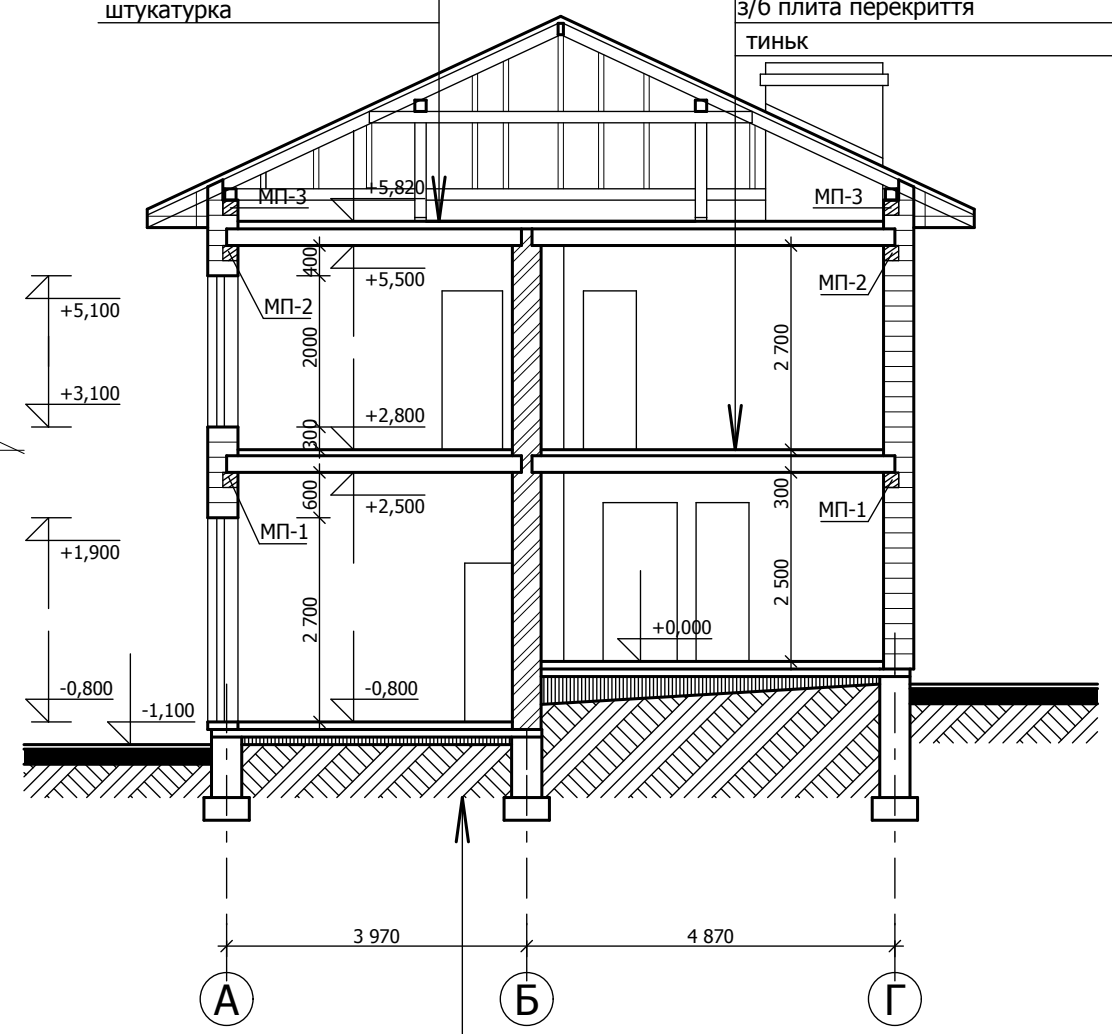 штукатурка
з/б плита перекриття
тиньк
МП-3
+5,820
МП-3
400
+5,500
МП-2
МП-2
+5,100
2000
2 700
+3,100
+2,800
300
600
+2,500
300
МП-1
МП-1
+1,900
2 700
2 500
+0,000
-0,800
-0,800
-1,100
3 970
4 870
А
Б
Г